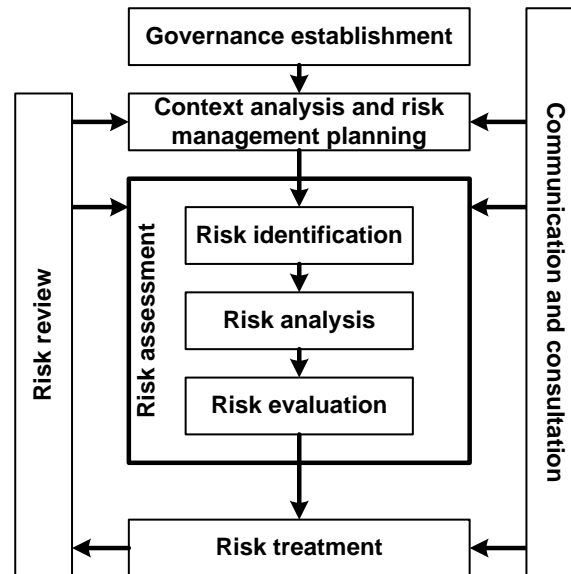 Governance establishment
Context analysis and risk
management planning
Risk assessment
Risk identification
Risk analysis
Risk evaluation
Risk treatment
Risk review
Communication and consultation